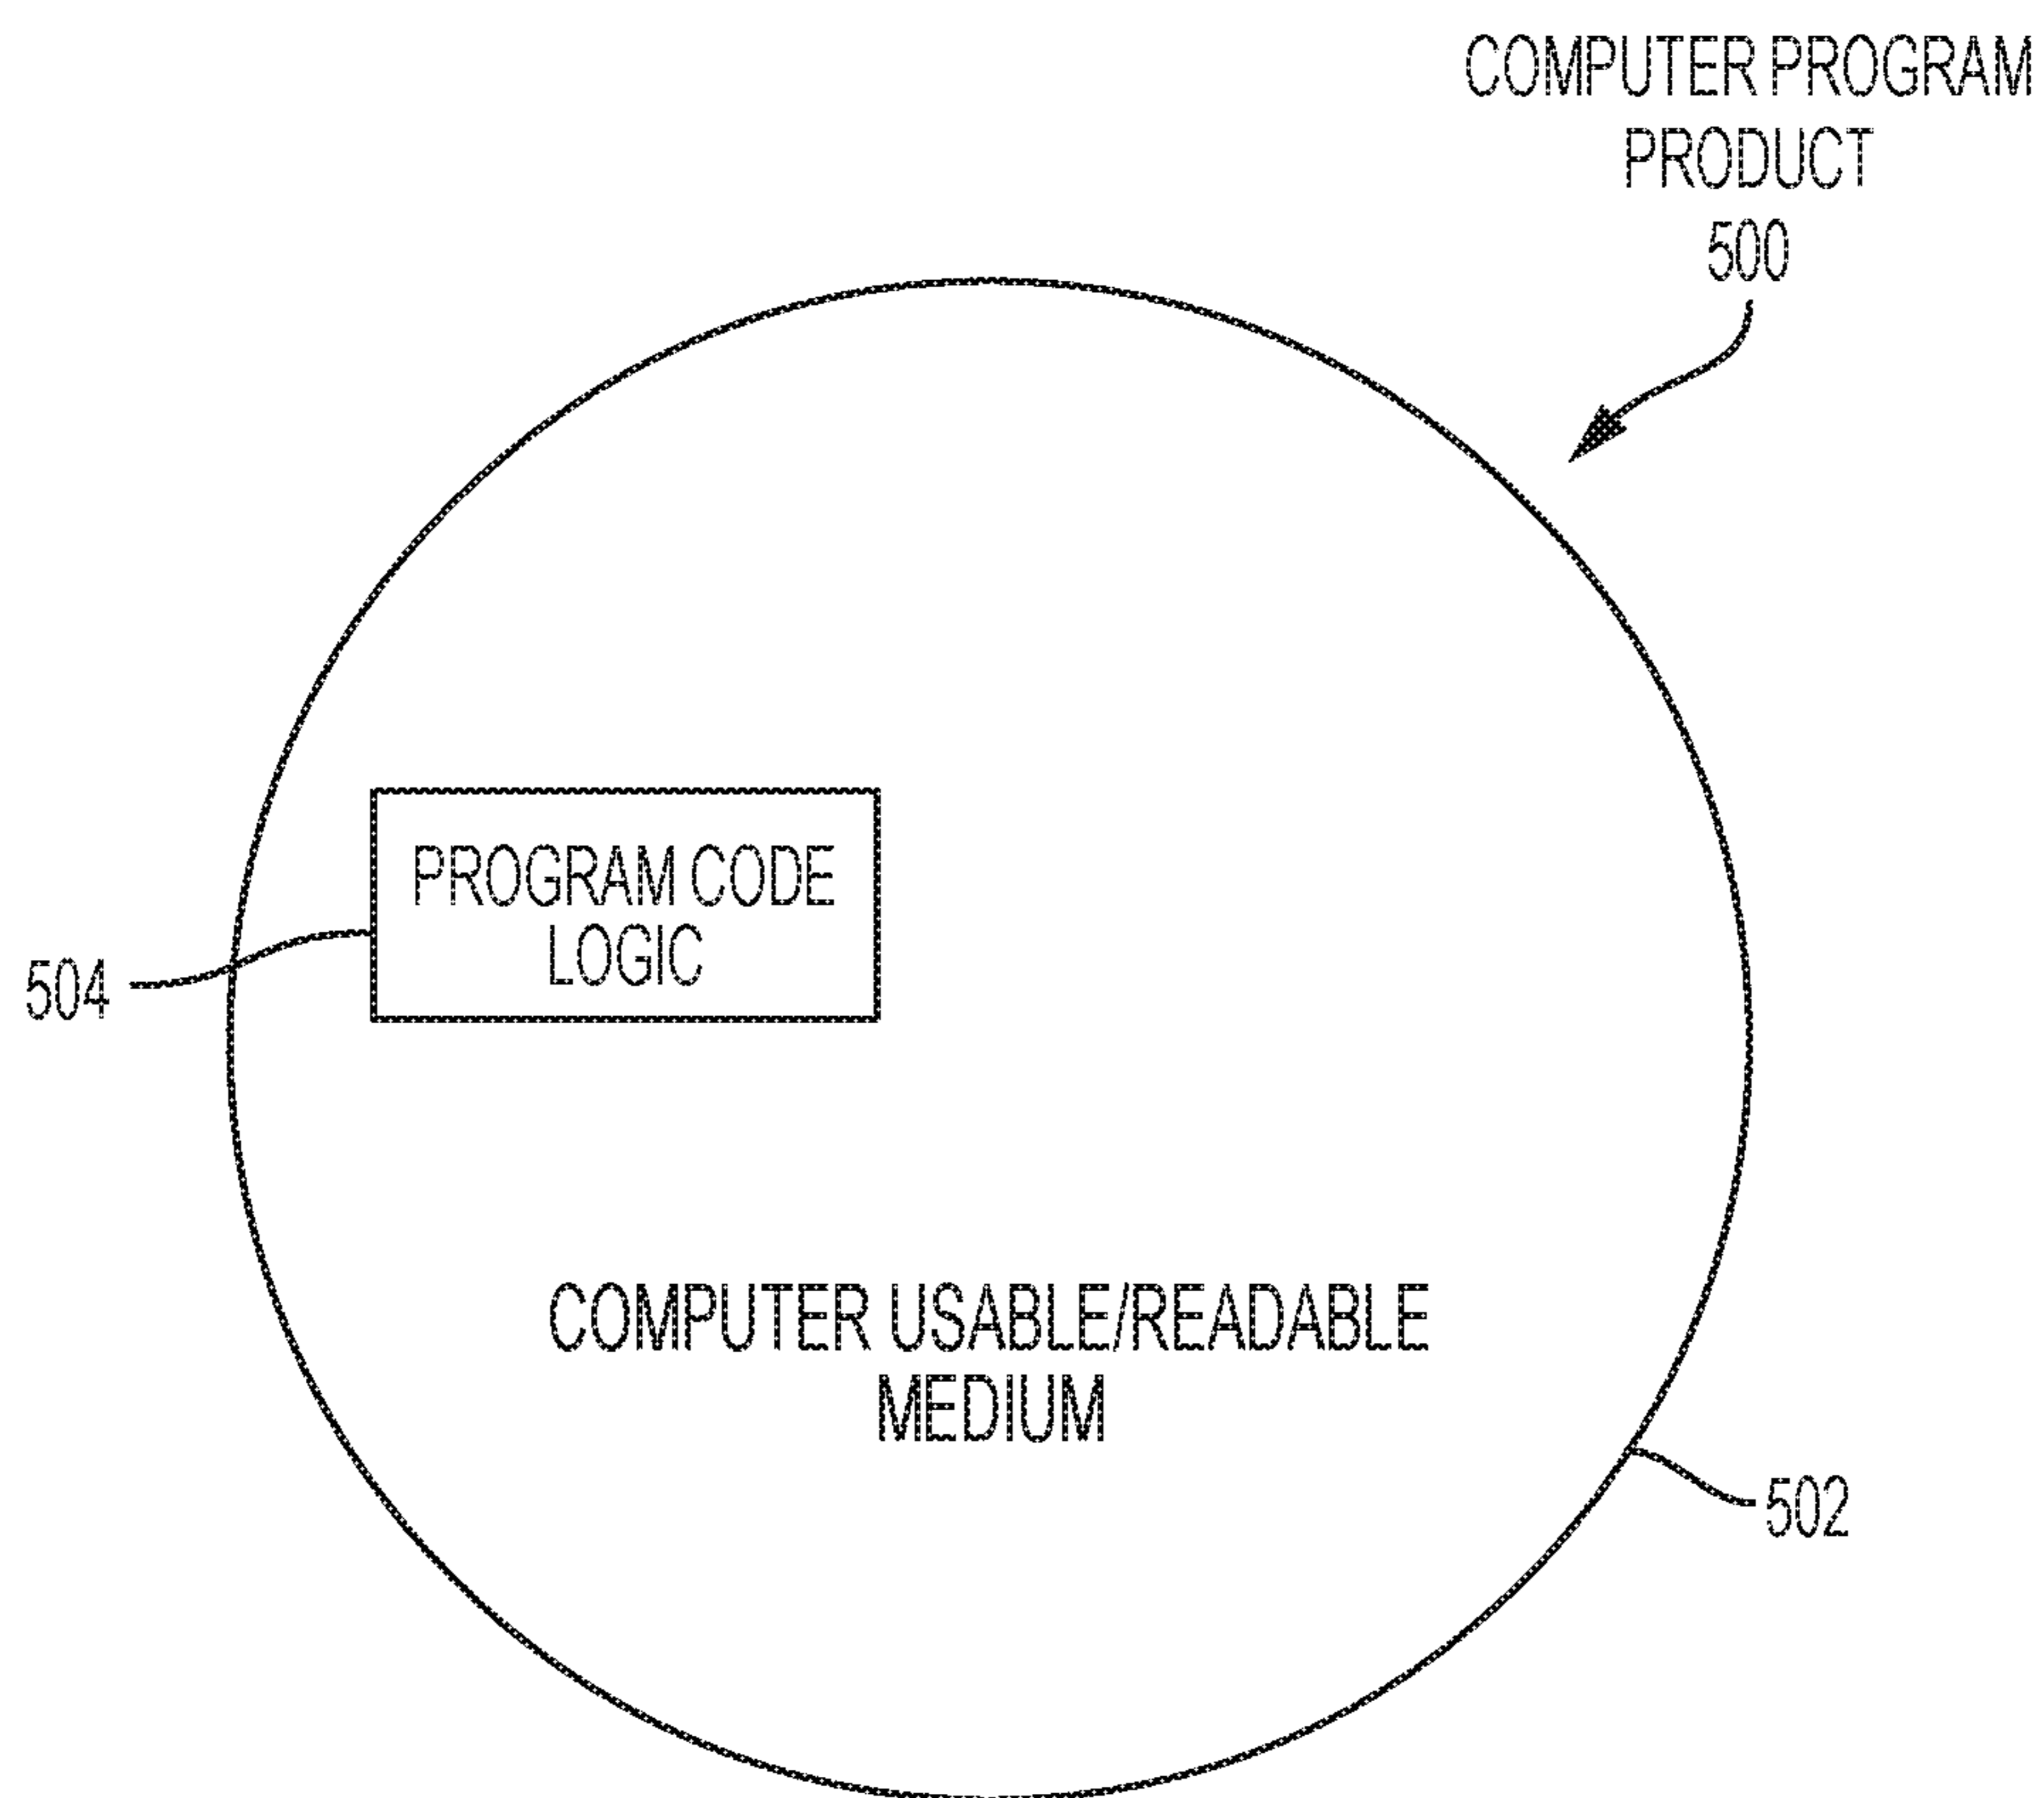 COMPUTER PROGRAM
PRODUCT
500
PROGRAM CODE
LOGIC
504
COMPUTER USABLE/READABLE
MEDIUM
502